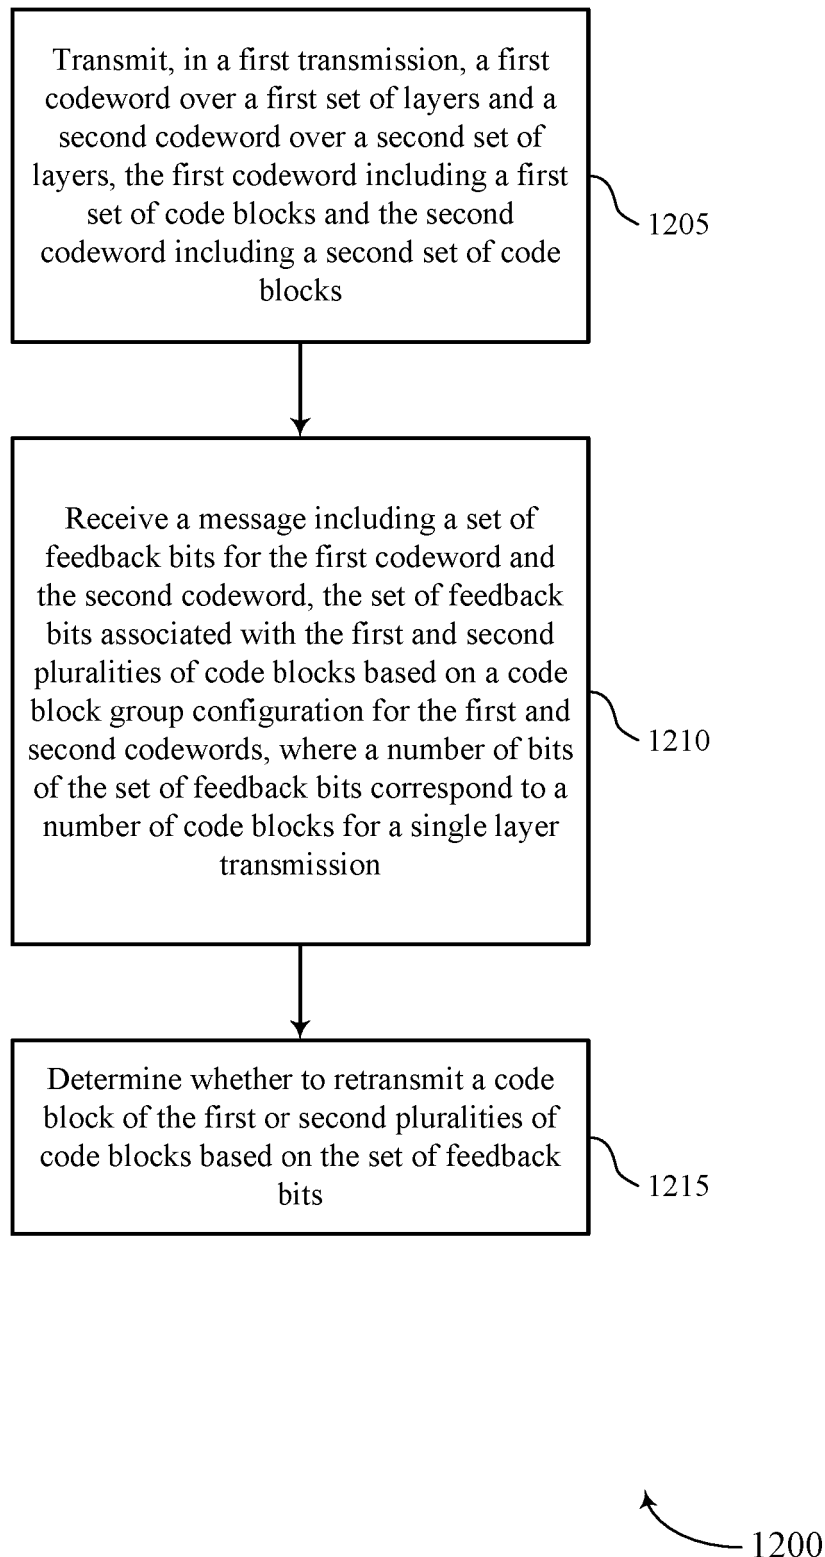 Transmit, in a first transmission, a first
codeword over a first set of layers and a
second codeword over a second set of
layers, the first codeword including a first
set of code blocks and the second
codeword including a second set of code
blocks
1205
Receive a message including a set of
feedback bits for the first codeword and
the second codeword, the set of feedback
bits associated with the first and second
pluralities of code blocks based on a code
block group configuration for the first and
second codewords, where a number of bits
of the set of feedback bits correspond to a
number of code blocks for a single layer
transmission
1210
Determine whether to retransmit a code
block of the first or second pluralities of
code blocks based on the set of feedback
bits
1215
1200